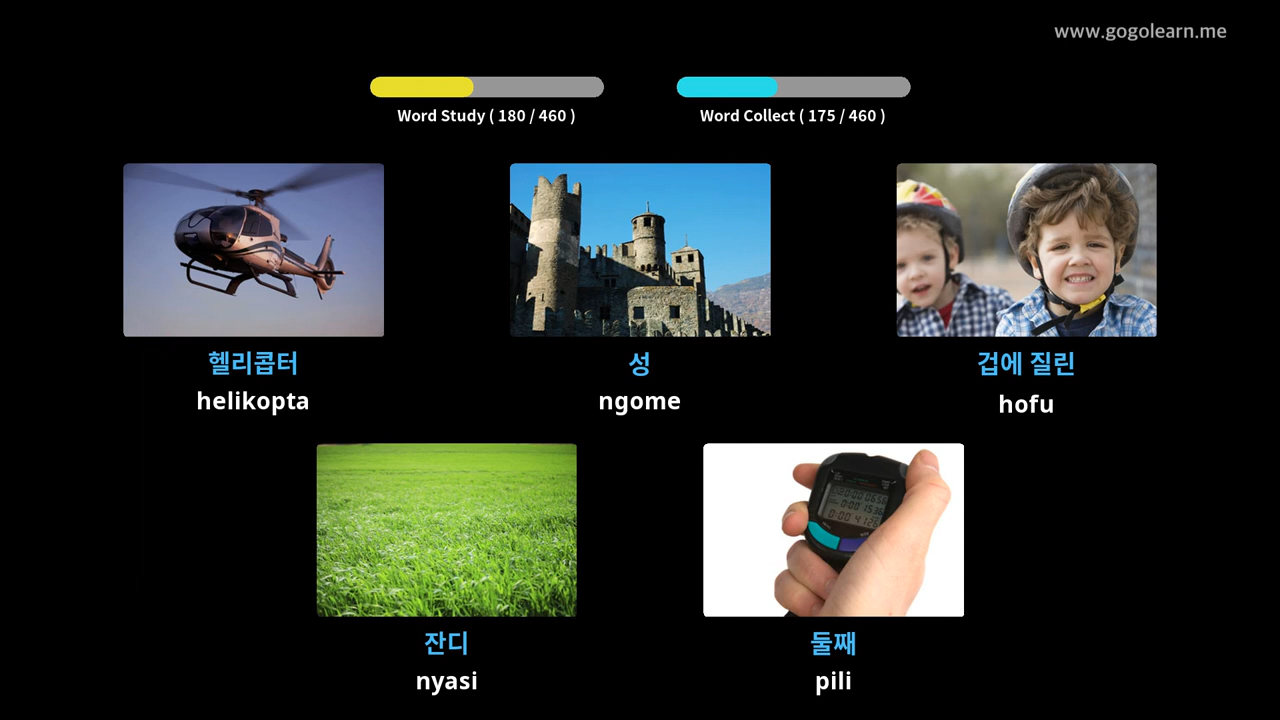 www.gogolearn.me
Word Study ( 180 / 460 )
Word Collect ( 175 / 460 )
헬리콥터
helikopta
성
ngome
겁에 질린
hofu
잔디
nyasi
둘째
pili